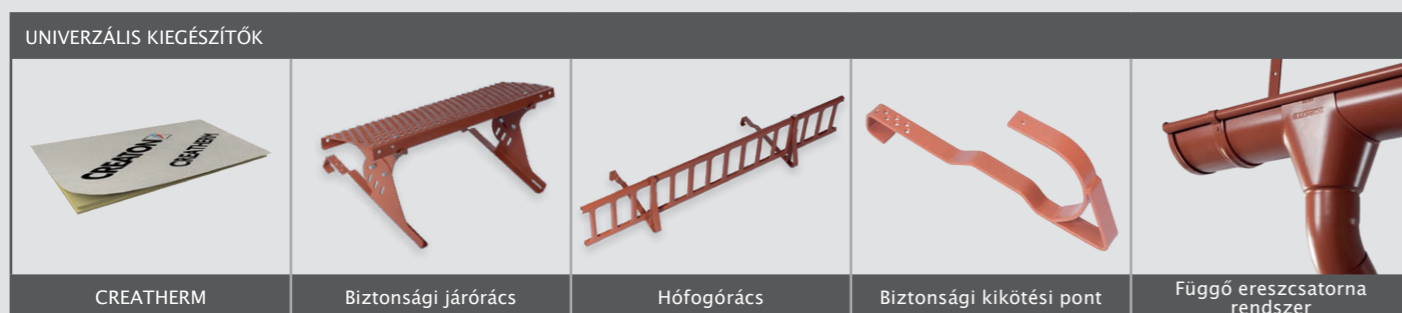 UNIVERZÁLIS KIEGÉSZÍTŐK
CREATON
CREATHERM
CREATHERM
Biztonsági járórács
Hófogórács
Biztonsági kikötési pont
Függő ereszcsatorna
rendszer